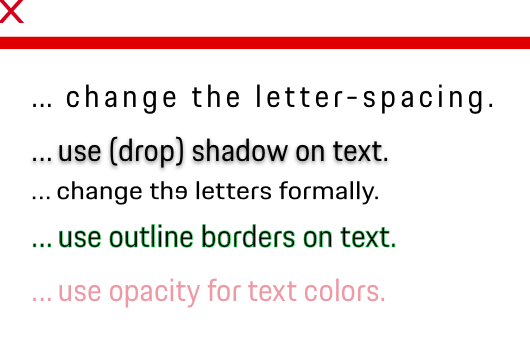 ... change the letter-spacing.
... use (drop) shadow on text.
... change thɘ letters formally.
... use outline borders on text.
... use opacity for text colors.